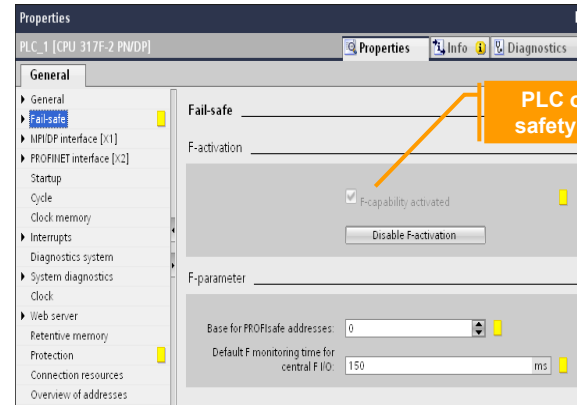 Properties
PLC_1 [CPU 317F-2 PN/DP]
Properties
Info
Diagnostics
General
General
Fail-safe
MPI/DP interface [X1]
PROFINET interface [X2]
Startup
Cycle
Clock memory
Interrupts
Diagnostics system
System diagnostics
Clock
Web server
Retentive memory
Protection
Connection resources
Overview of addresses
Fail-safe
F-activation
PLC
safety
F-capability activated
Disable F-activation
F-parameter
Base for PROFIsafe addresses: 0
Default F monitoring time for
central F I/O: 150 ms